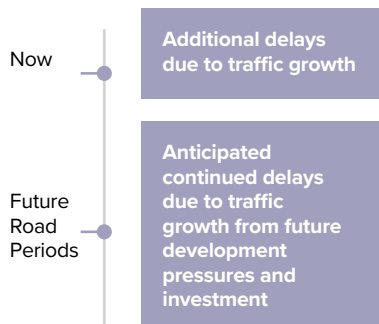 Now
Additional delays
due to traffic growth
Future
Road
Periods
Anticipated
continued delays
due to traffic
growth from future
development
pressures and
investment